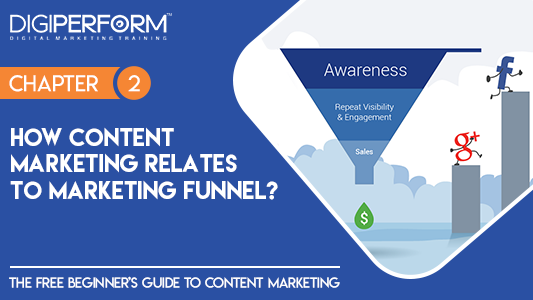 DIGIPERFORM™
DIGITAL MARKETING TRAINING
CHAPTER 2
HOW CONTENT
MARKETING RELATES
TO MARKETING FUNNEL?
THE FREE BEGINNER'S GUIDE TO CONTENT MARKETING
Awareness
Repeat Visibility
& Engagement
Sales
$
g+
f